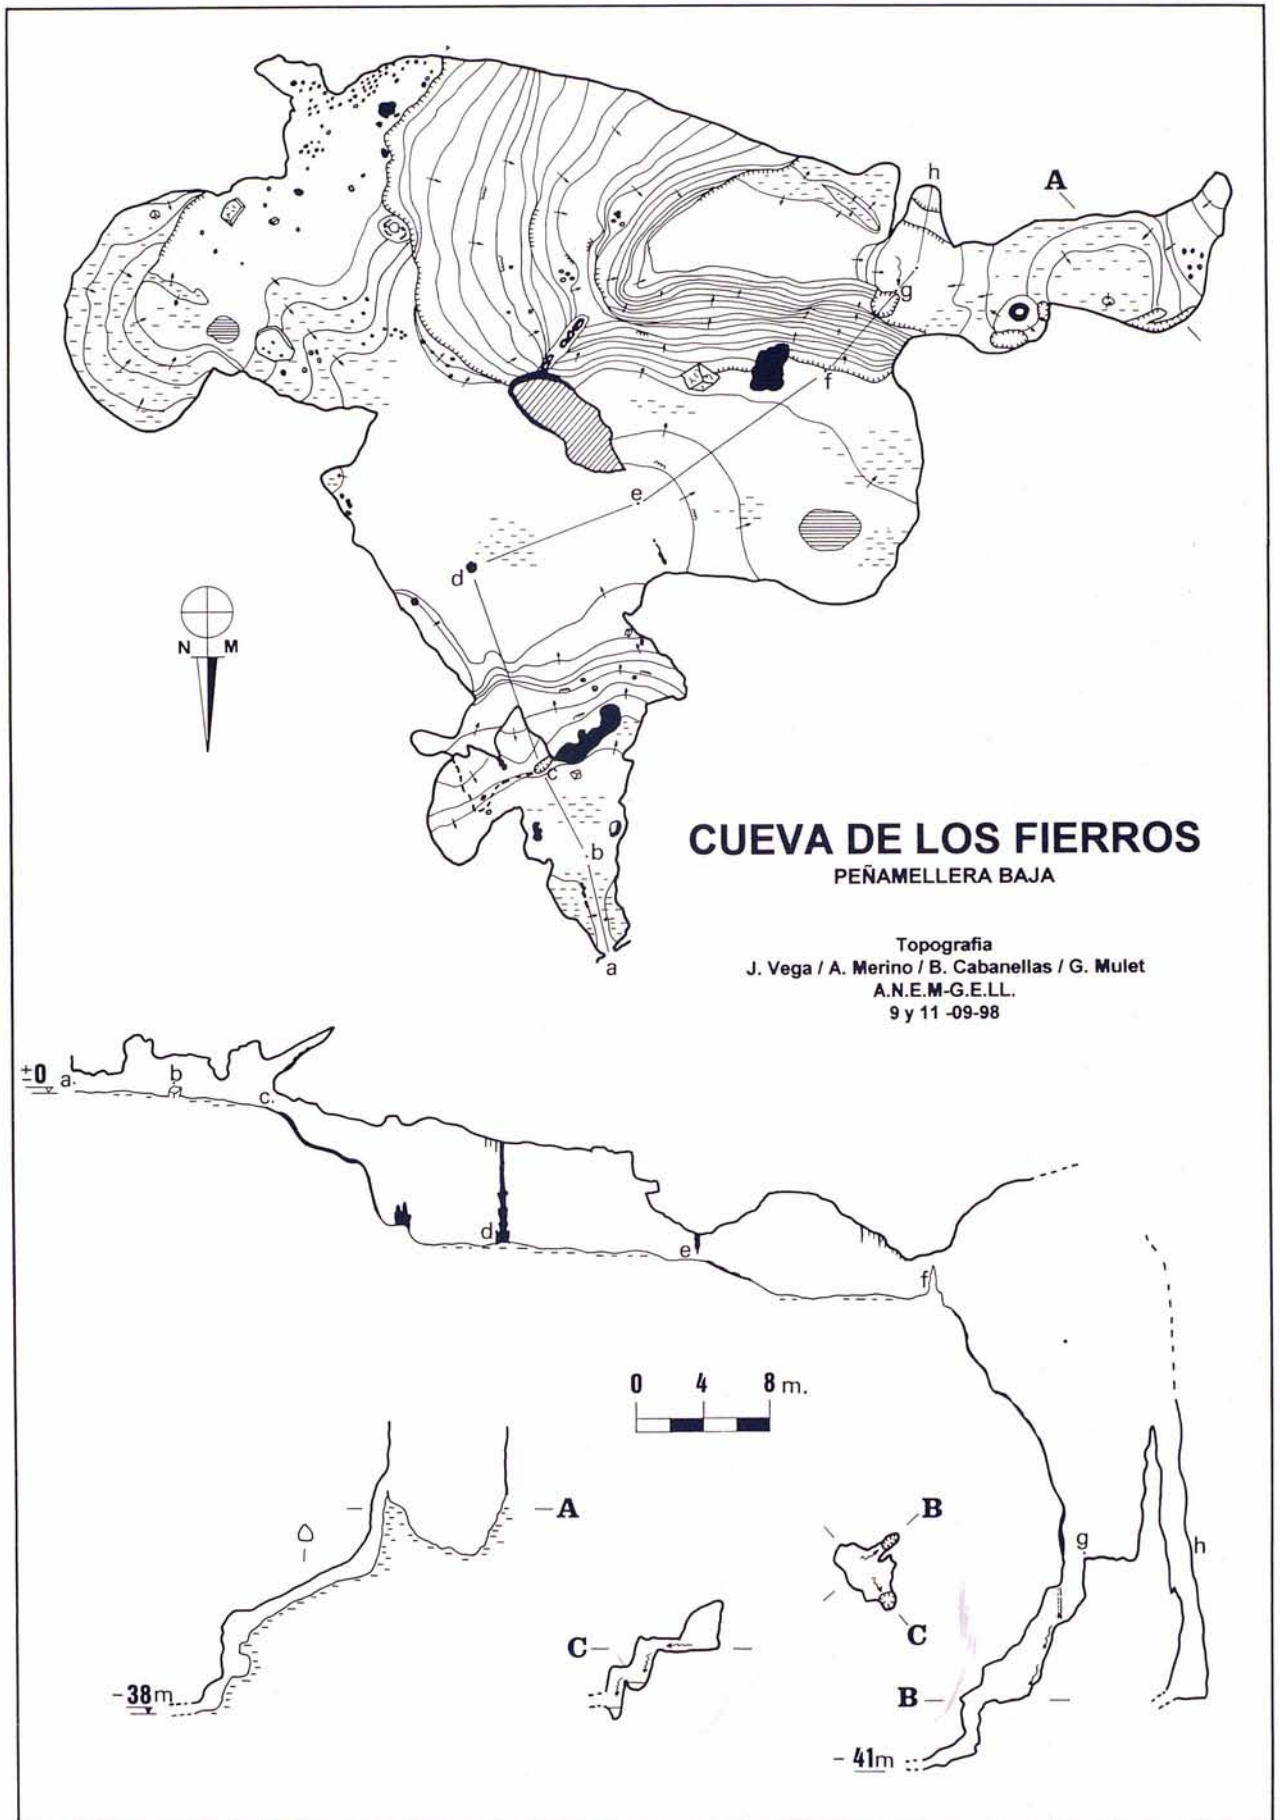 h
A
g
f
e
d
N M
c
b
a
CUEVA DE LOS FIERROS
PEÑAMELLERA BAJA
Topografia
J. Vega / A. Merino / B. Cabanellas / G. Mulet
A.N.E.M-G.E.LL.
9 y 11 -09-98
±0 a.
b
c.
d
e
f
0 4 8 m.
A
B
g
h
C
C
B
-38m
-41m